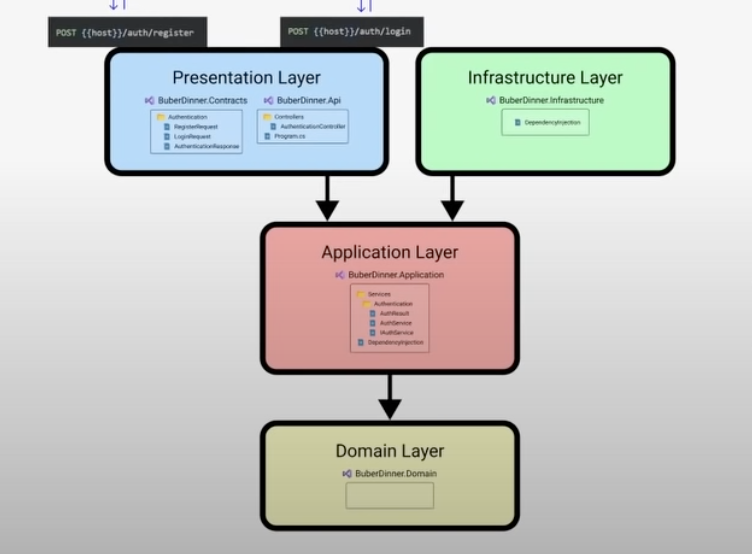 POST {{host}}/auth/register
POST {{host}}/auth/login
Presentation Layer
BuberDinner.Contracts
Authentication
RegisterRequest
LoginRequest
AuthenticationResponse
BuberDinner.Api
Controllers
AuthenticationController
Program.cs
Infrastructure Layer
BuberDinner.Infrastructure
DependencyInjection
Application Layer
BuberDinner.Application
Services
Authentication
AuthResult
AuthService
IAuthService
DependencyInjection
Domain Layer
BuberDinner.Domain